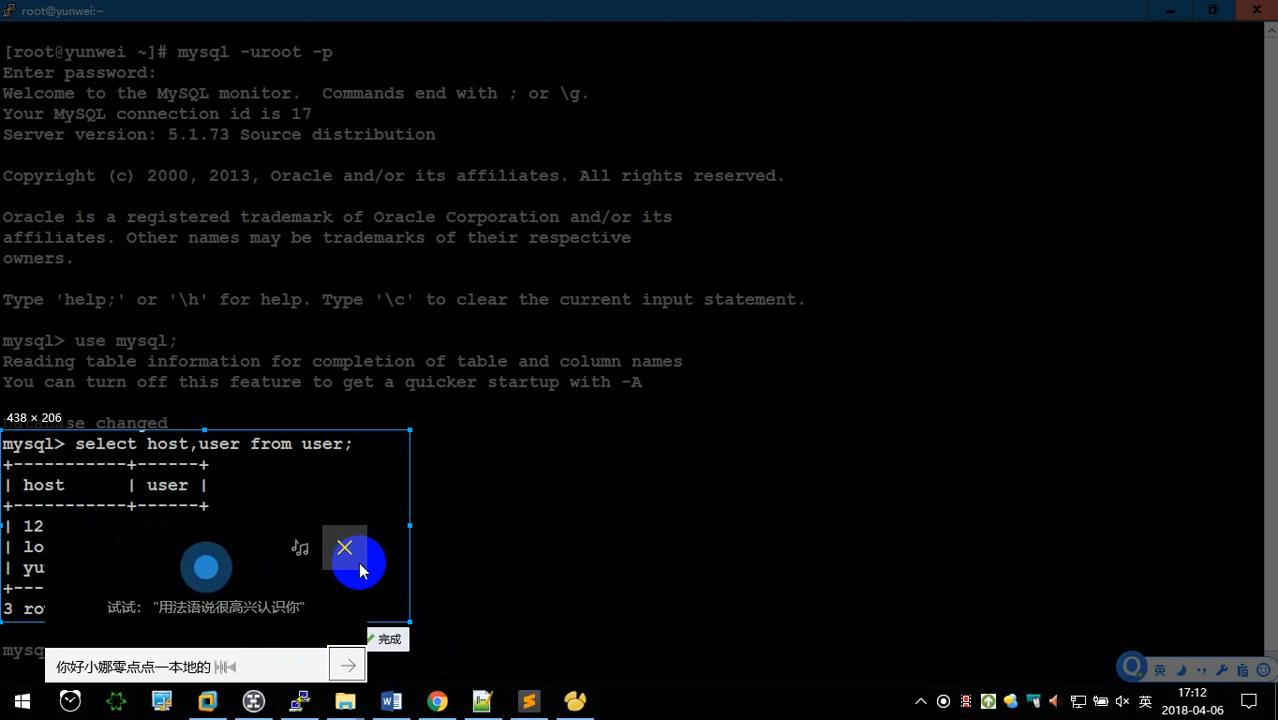 root@yunwei:~
[root@yunwei ~]# mysql -uroot -p
Enter password:
Welcome to the MySQL monitor.  Commands end with ; or \g.
Your MySQL connection id is 17
Server version: 5.1.73 Source distribution
Copyright (c) 2000, 2013, Oracle and/or its affiliates. All rights reserved.
Oracle is a registered trademark of Oracle Corporation and/or its
affiliates. Other names may be trademarks of their respective
owners.
Type 'help;' or '\h' for help. Type '\c' to clear the current input statement.
mysql> use mysql;
Reading table information for completion of table and column names
You can turn off this feature to get a quicker startup with -A
Database changed
438 × 206
mysql> select host,user from user;
+-----------+------+
| host      | user |
+-----------+------+
| 12
| lo
| yu
+---
3 ro
试试： "用法语说很高兴认识你"
完成
mysq
你好小娜零点点一本地的
英
英
17:12
2018-04-06